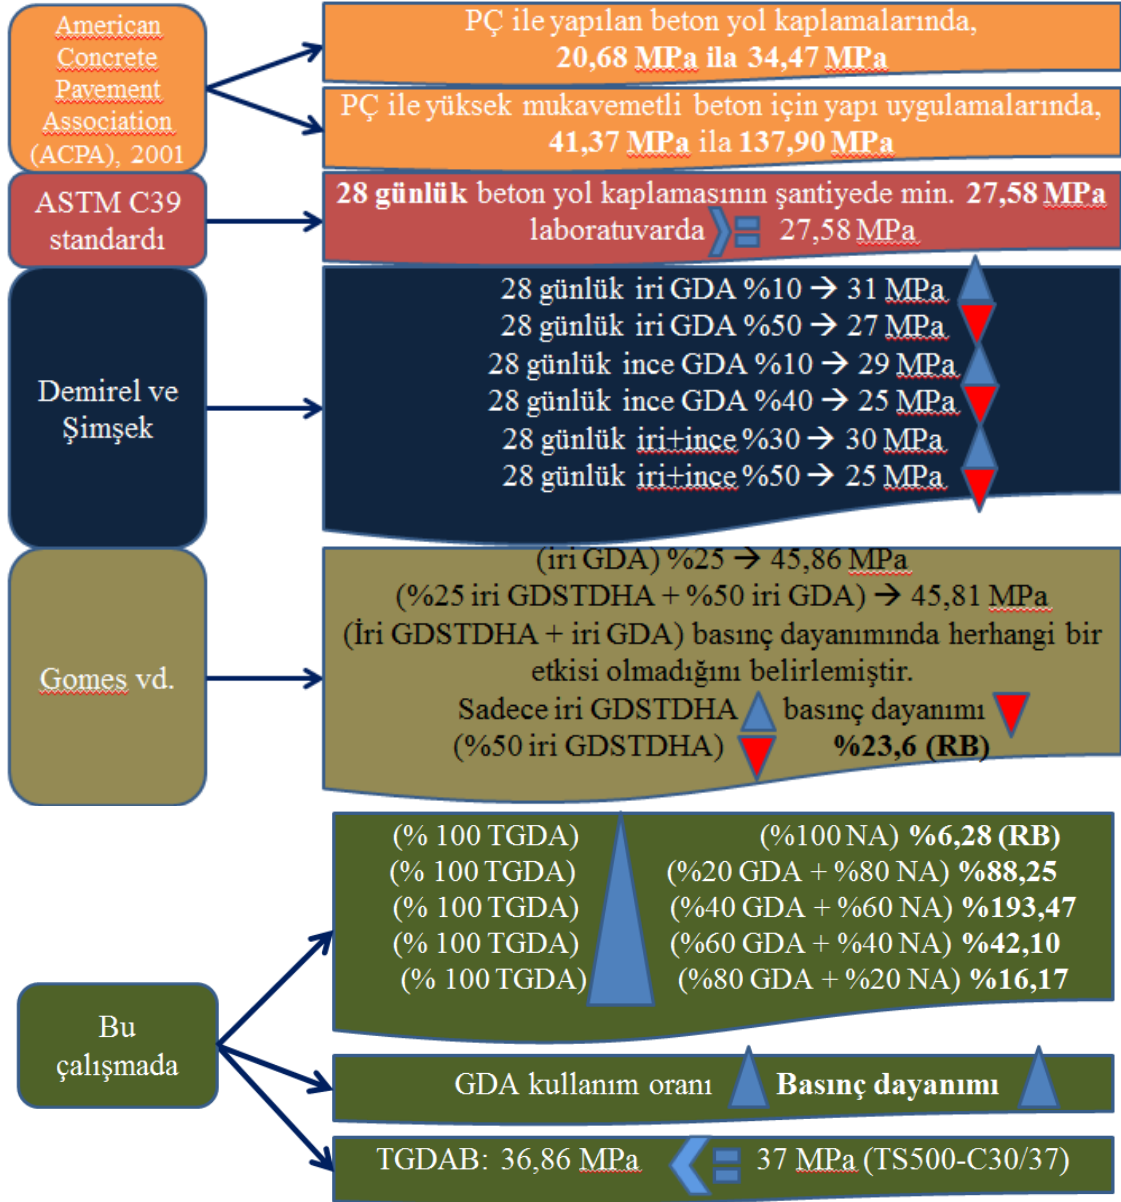 American
Concrete
Pavement
Association
(ACPA), 2001
PÇ ile yapılan beton yol kaplamalarında,
20,68 MPa ila 34,47 MPa
PÇ ile yüksek mukavemetli beton için yapı uygulamalarında,
41,37 MPa ila 137,90 MPa
ASTM C39
standardı
28 günlük beton yol kaplamasının şantiyede min. 27,58 MPa
laboratuvarda 27,58 MPa
Demirel ve
Şimşek
28 günlük iri GDA %10 → 31 MPa
28 günlük iri GDA %50 → 27 MPa
28 günlük ince GDA %10 → 29 MPa
28 günlük ince GDA %40 → 25 MPa
28 günlük iri+ince %30 → 30 MPa
28 günlük iri+ince %50 → 25 MPa
Gomes vd.
(iri GDA) %25 → 45,86 MPa
(%25 iri GDSTDHA + %50 iri GDA) → 45,81 MPa
(İri GDSTDHA + iri GDA) basınç dayanımında herhangi bir
etkisi olmadığını belirlemiştir.
Sadece iri GDSTDHA basınç dayanımı
(%50 iri GDSTDHA) %23,6 (RB)
Bu
çalışmada
(% 100 TGDA) (%100 NA) %6,28 (RB)
(% 100 TGDA) (%20 GDA + %80 NA) %88,25
(% 100 TGDA) (%40 GDA + %60 NA) %193,47
(% 100 TGDA) (%60 GDA + %40 NA) %42,10
(% 100 TGDA) (%80 GDA + %20 NA) %16,17
GDA kullanım oranı Basınç dayanımı
TGDAB: 36,86 MPa 37 MPa (TS500-C30/37)